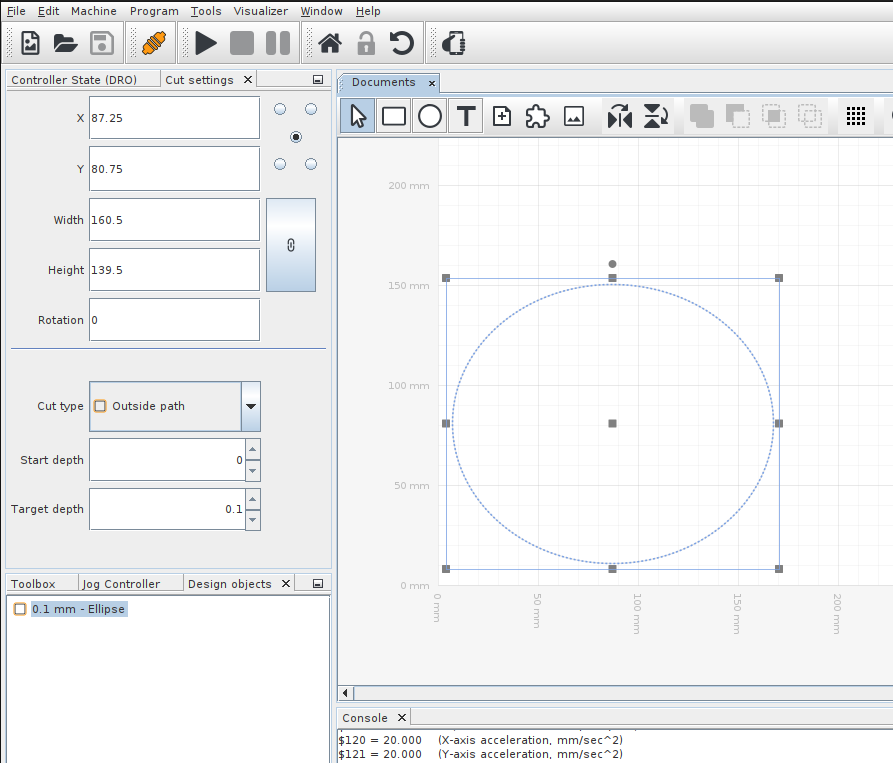 File Edit Machine Program Tools Visualizer Window Help
Controller State (DRO) Cut settings
X 87.25
Y 80.75
Width 160.5
Height 139.5
Rotation 0
Cut type Outside path
Start depth 0
Target depth 0.1
Toolbox Jog Controller Design objects
0.1 mm - Ellipse
Documents
T
200 mm
150 mm
100 mm
50 mm
0 mm
0 mm 50 mm 100 mm 150 mm 200 mm
Console
$120 = 20.000 (X-axis acceleration, mm/sec^2)
$121 = 20.000 (Y-axis acceleration, mm/sec^2)